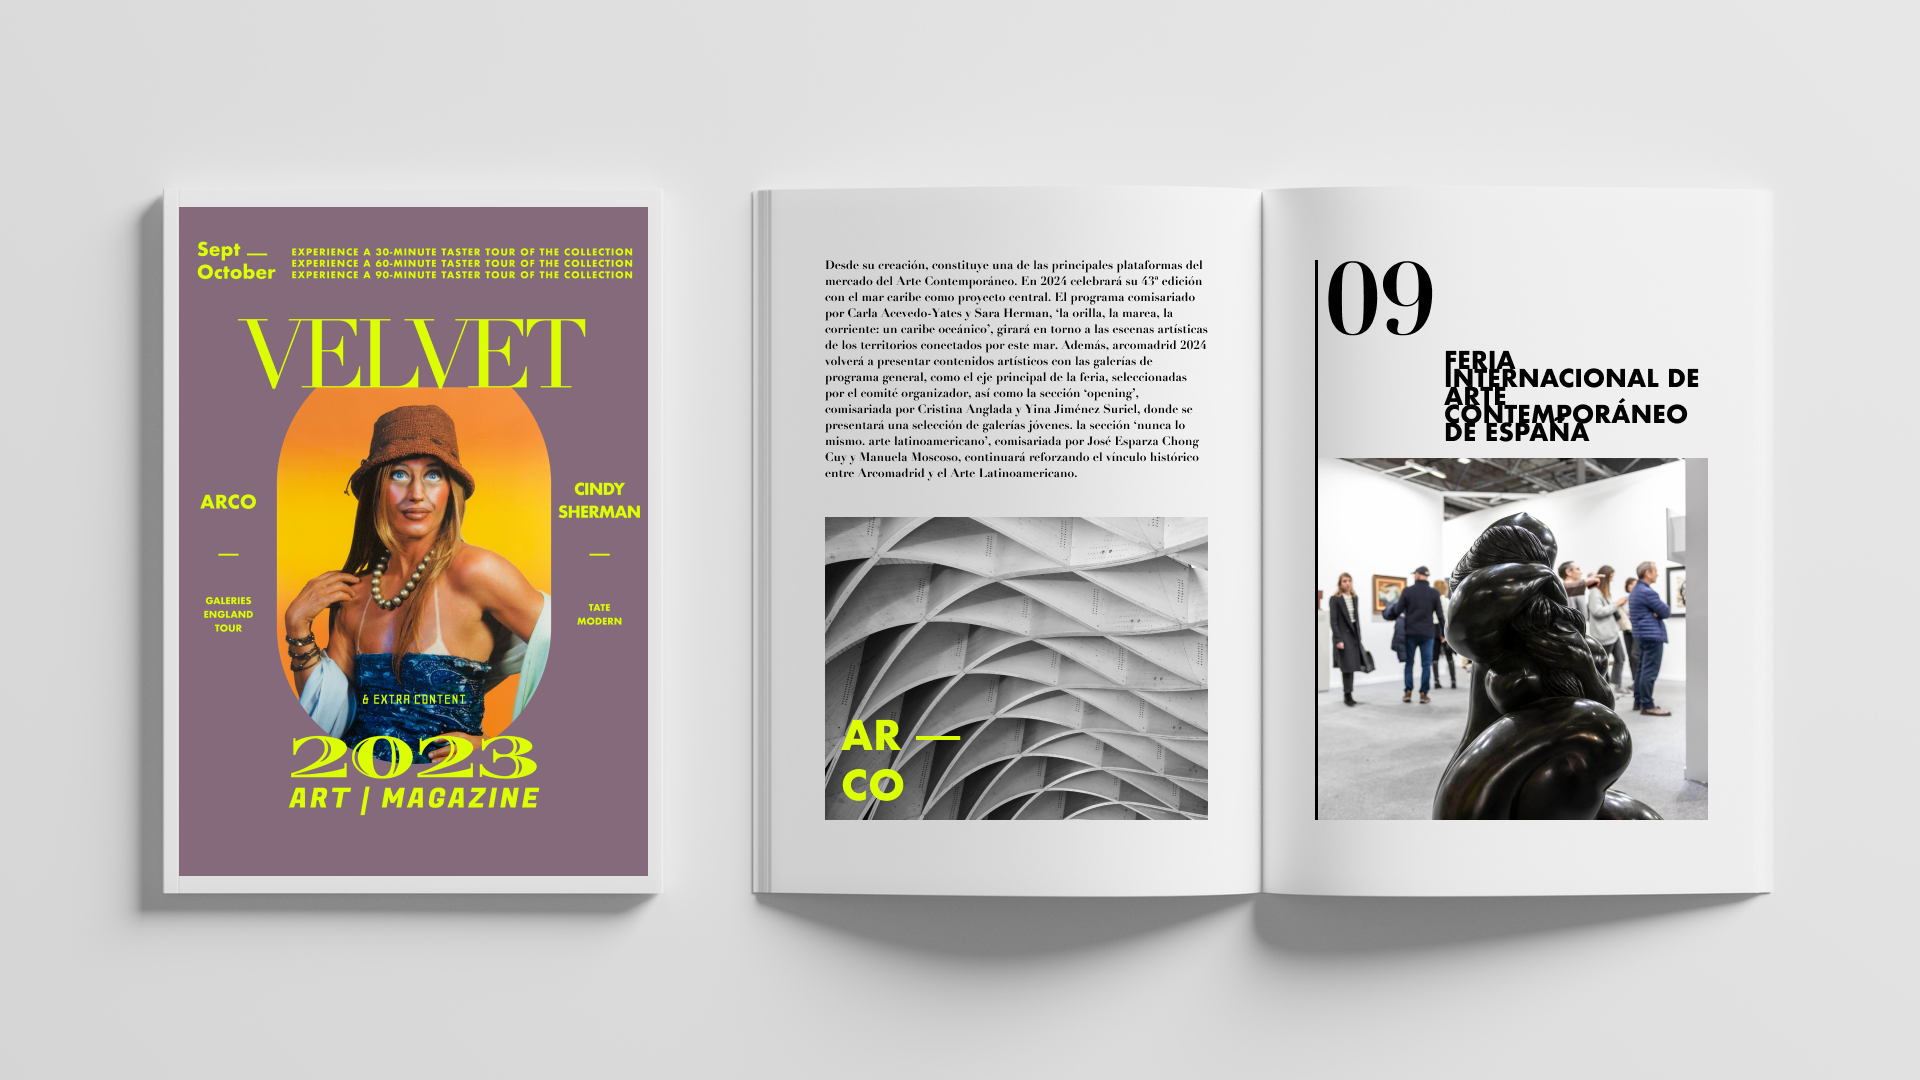 Sept —
October
EXPERIENCE A 30-MINUTE TASTER TOUR OF THE COLLECTION
EXPERIENCE A 60-MINUTE TASTER TOUR OF THE COLLECTION
EXPERIENCE A 90-MINUTE TASTER TOUR OF THE COLLECTION
VELVET
ARCO
—
GALERIES
ENGLAND
TOUR
CINDY
SHERMAN
—
TATE
MODERN
& EXTRA CONTENT
2023
ART | MAGAZINE
Desde su creación, constituye una de las principales plataformas del
mercado del Arte Contemporáneo. En 2024 celebrará su 43ª edición
con el mar caribe como proyecto central. El programa comisariado
por Carla Acevedo-Yates y Sara Herman, ‘la orilla, la marea, la
corriente: un caribe oceánico’, girará en torno a las escenas artísticas
de los territorios conectados por este mar. Además, arcomadrid 2024
volverá a presentar contenidos artísticos con las galerías de
programa general, como el eje principal de la feria, seleccionadas
por el comité organizador, así como la sección ‘opening’,
comisariada por Cristina Anglada y Yina Jiménez Suriel, donde se
presentará una selección de galerías jóvenes. la sección ‘nunca lo
mismo. arte latinoamericano’, comisariada por José Esparza Chong
Cuy y Manuela Moscoso, continuará reforzando el vínculo histórico
entre Arcomadrid y el Arte Latinoamericano.
AR —
CO
09
FERIA
INTERNACIONAL DE
ARTE
CONTEMPORÁNEO
DE ESPAÑA